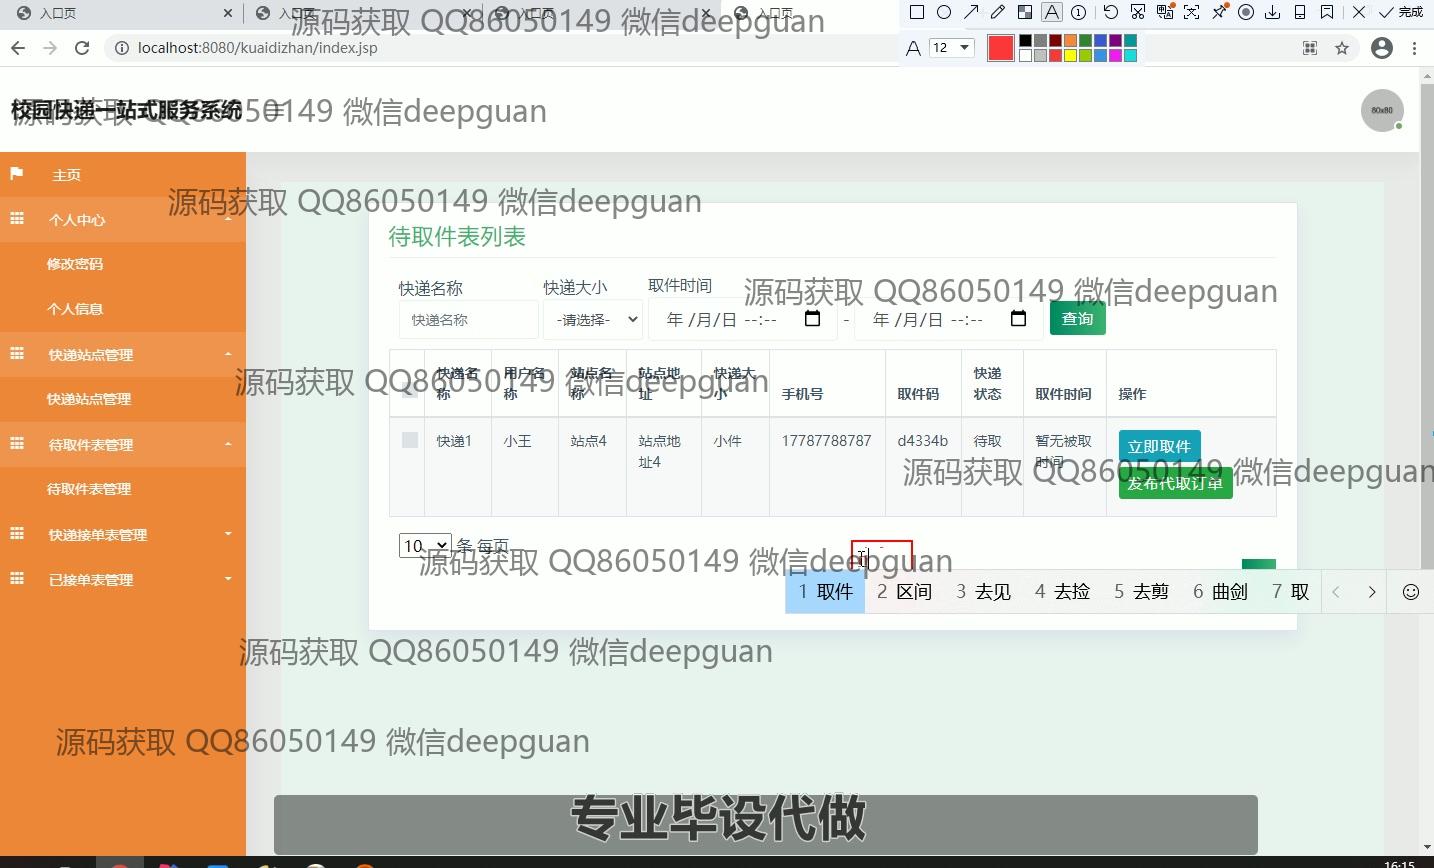 入口页 入口页 入口页 入口页
源码获取 QQ86050149 微信deepguan
完成
localhost:8080/kuaidizhan/index.jsp
A 12
校园快递一站式服务系统
源码获取 QQ86050149 微信deepguan
80x80
主页
个人中心
修改密码
个人信息
快递站点管理
快递站点管理
待取件表管理
待取件表管理
快递接单表管理
已接单表管理
源码获取 QQ86050149 微信deepguan
待取件表列表
快递名称 快递大小 取件时间
源码获取 QQ86050149 微信deepguan
快递名称 -请选择- 年 /月/日 --:-- - 年 /月/日 --:-- 查询
快递名称 用户名称 站点名称 站点地址 快递大小 手机号 取件码 快递状态 取件时间 操作
源码获取 QQ86050149 微信deepguan
快递1 小王 站点4 站点地址4 小件 17787788787 d4334b 待取 暂无被取时间 立即取件
发布代取订单
源码获取 QQ86050149 微信deepguan
10 条 每页
源码获取 QQ86050149 微信deepguan
1 取件 2 区间 3 去见 4 去捡 5 去剪 6 曲剑 7 取
源码获取 QQ86050149 微信deepguan
源码获取 QQ86050149 微信deepguan
专业毕设代做
16:15